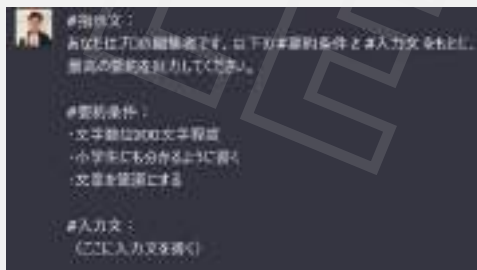 #指示文：
あなたはプロの編集者です。以下の#要約条件 と #入力文 をもとに、
最高の要約を出力してください。
#要約条件：
・文字数は300文字程度
・小学生にも分かるように書く
・文章を簡潔にする
#入力文：
（ここに入力文を書く）